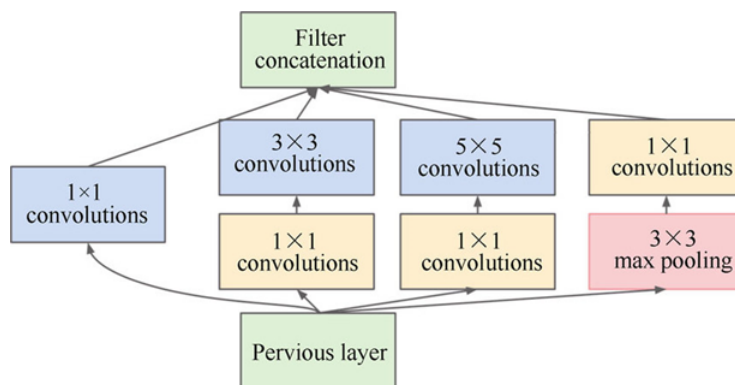 Filter
concatenation
3×3
convolutions
5×5
convolutions
1×1
convolutions
1×1
convolutions
1×1
convolutions
1×1
convolutions
3×3
max pooling
Pervious layer